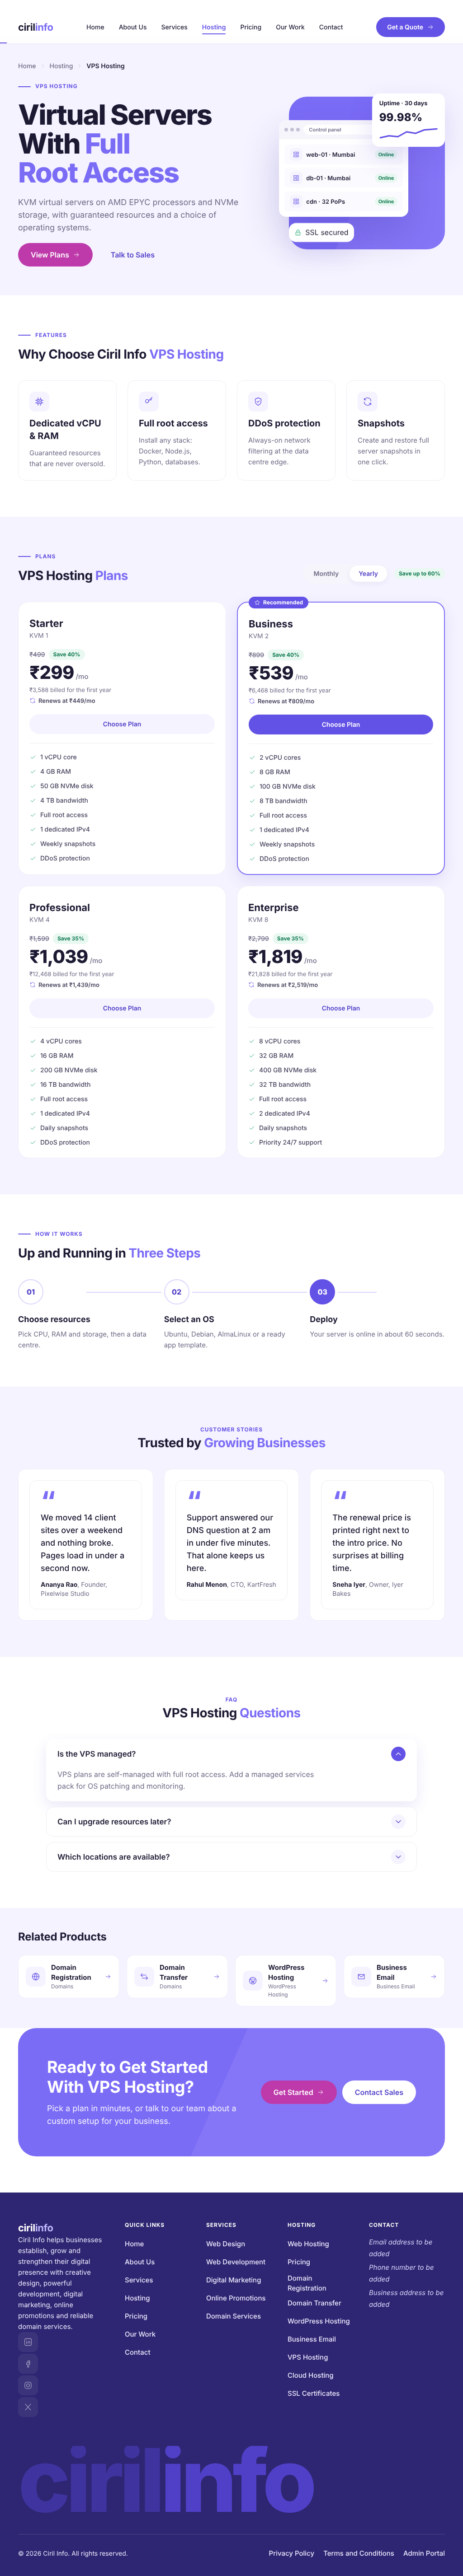 cirilinfo
Home About Us Services Hosting Pricing Our Work Contact
Get a Quote
Home Hosting VPS Hosting
VPS HOSTING
Virtual Servers
With Full
Root Access
KVM virtual servers on AMD EPYC processors and NVMe
storage, with guaranteed resources and a choice of
operating systems.
View Plans
Talk to Sales
Uptime · 30 days
99.98%
Control panel
web-01 · Mumbai Online
db-01 · Mumbai Online
cdn · 32 PoPs Online
SSL secured
FEATURES
Why Choose Ciril Info VPS Hosting
Dedicated vCPU
& RAM
Guaranteed resources
that are never oversold.
Full root access
Install any stack:
Docker, Node.js,
Python, databases.
DDoS protection
Always-on network
filtering at the data
centre edge.
Snapshots
Create and restore full
server snapshots in
one click.
PLANS
VPS Hosting Plans
Monthly Yearly Save up to 60%
Starter
KVM 1
₹499 Save 40%
₹299 /mo
₹3,588 billed for the first year
Renews at ₹449/mo
Choose Plan
1 vCPU core
4 GB RAM
50 GB NVMe disk
4 TB bandwidth
Full root access
1 dedicated IPv4
Weekly snapshots
DDoS protection
Recommended
Business
KVM 2
₹899 Save 40%
₹539 /mo
₹6,468 billed for the first year
Renews at ₹809/mo
Choose Plan
2 vCPU cores
8 GB RAM
100 GB NVMe disk
8 TB bandwidth
Full root access
1 dedicated IPv4
Weekly snapshots
DDoS protection
Professional
KVM 4
₹1,599 Save 35%
₹1,039 /mo
₹12,468 billed for the first year
Renews at ₹1,439/mo
Choose Plan
4 vCPU cores
16 GB RAM
200 GB NVMe disk
16 TB bandwidth
Full root access
1 dedicated IPv4
Daily snapshots
DDoS protection
Enterprise
KVM 8
₹2,799 Save 35%
₹1,819 /mo
₹21,828 billed for the first year
Renews at ₹2,519/mo
Choose Plan
8 vCPU cores
32 GB RAM
400 GB NVMe disk
32 TB bandwidth
Full root access
2 dedicated IPv4
Daily snapshots
Priority 24/7 support
HOW IT WORKS
Up and Running in Three Steps
01
Choose resources
Pick CPU, RAM and storage, then a data
centre.
02
Select an OS
Ubuntu, Debian, AlmaLinux or a ready
app template.
03
Deploy
Your server is online in about 60 seconds.
CUSTOMER STORIES
Trusted by Growing Businesses
“
We moved 14 client
sites over a weekend
and nothing broke.
Pages load in under a
second now.
Ananya Rao, Founder,
Pixelwise Studio
“
Support answered our
DNS question at 2 am
in under five minutes.
That alone keeps us
here.
Rahul Menon, CTO, KartFresh
“
The renewal price is
printed right next to
the intro price. No
surprises at billing
time.
Sneha Iyer, Owner, Iyer
Bakes
FAQ
VPS Hosting Questions
Is the VPS managed?
VPS plans are self-managed with full root access. Add a managed services
pack for OS patching and monitoring.
Can I upgrade resources later?
Which locations are available?
Related Products
Domain
Registration
Domains
Domain
Transfer
Domains
WordPress
Hosting
WordPress
Hosting
Business
Email
Business Email
Ready to Get Started
With VPS Hosting?
Pick a plan in minutes, or talk to our team about a
custom setup for your business.
Get Started
Contact Sales
cirilinfo
Ciril Info helps businesses
establish, grow and
strengthen their digital
presence with creative
design, powerful
development, digital
marketing, online
promotions and reliable
domain services.
QUICK LINKS
Home
About Us
Services
Hosting
Pricing
Our Work
Contact
SERVICES
Web Design
Web Development
Digital Marketing
Online Promotions
Domain Services
HOSTING
Web Hosting
Pricing
Domain
Registration
Domain Transfer
WordPress Hosting
Business Email
VPS Hosting
Cloud Hosting
SSL Certificates
CONTACT
Email address to be
added
Phone number to be
added
Business address to be
added
cirilinfo
© 2026 Ciril Info. All rights reserved.
Privacy Policy Terms and Conditions Admin Portal